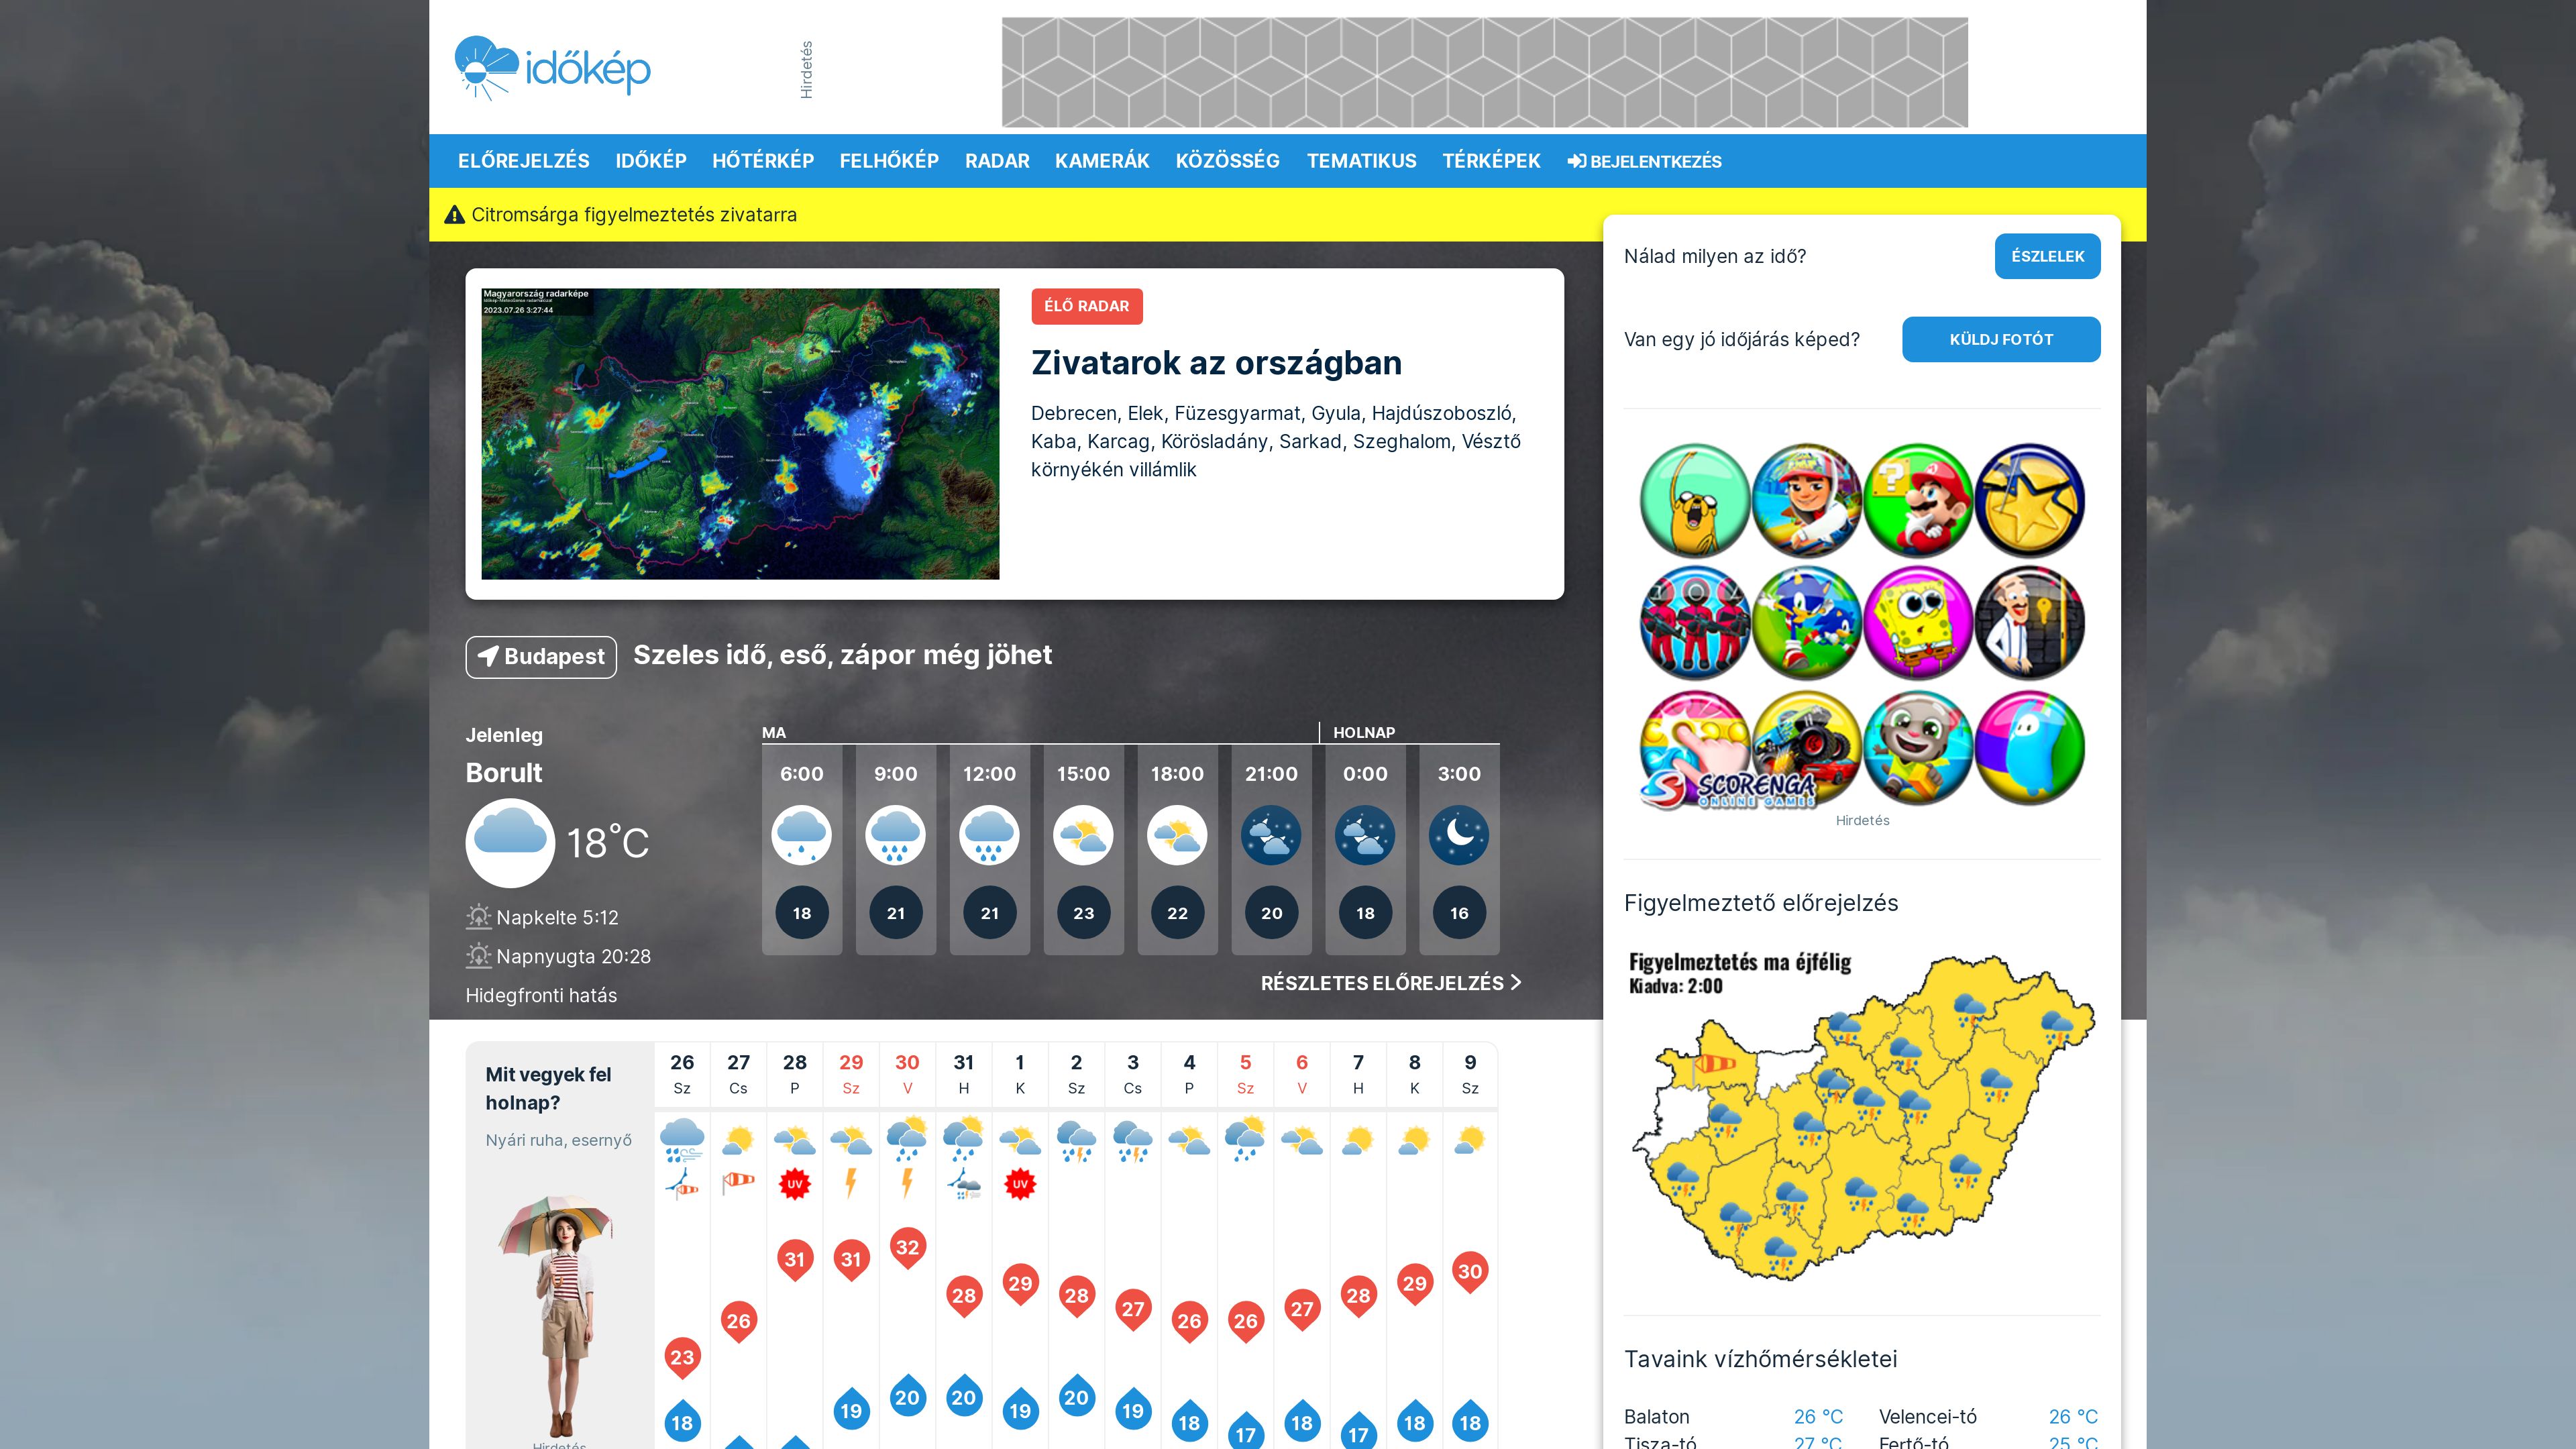 időkép
Hirdetés
ELŐREJELZÉS IDŐKÉP HŐTÉRKÉP FELHŐKÉP RADAR KAMERÁK KÖZÖSSÉG TEMATIKUS TÉRKÉPEK BEJELENTKEZÉS
Citromsárga figyelmeztetés zivatarra
Magyarország radarképe
2023.07.26 3:27:44
ÉLŐ RADAR
Zivatarok az országban
Debrecen, Elek, Füzesgyarmat, Gyula, Hajdúszoboszló,
Kaba, Karcag, Körösladány, Sarkad, Szeghalom, Vésztő
környékén villámlik
Budapest
Szeles idő, eső, zápor még jöhet
Jelenleg
Borult
18°C
Napkelte 5:12
Napnyugta 20:28
Hidegfronti hatás
MA HOLNAP
6:00 9:00 12:00 15:00 18:00 21:00 0:00 3:00
18 21 21 23 22 20 18 16
RÉSZLETES ELŐREJELZÉS
Mit vegyek fel
holnap?
Nyári ruha, esernyő
Hirdetés
26 27 28 29 30 31 1 2 3 4 5 6 7 8 9
Sz Cs P Sz V H K Sz Cs P Sz V H K Sz
UV UV
23 26 31 31 32 28 29 28 27 26 26 27 28 29 30
18 19 20 20 19 20 19 18 17 18 17 18 18
Nálad milyen az idő?
ÉSZLELEK
Van egy jó időjárás képed?
KÜLDJ FOTÓT
?
SCORENGA
ONLINE GAMES
Hirdetés
Figyelmeztető előrejelzés
Figyelmeztetés ma éjfélig
Kiadva: 2:00
Tavaink vízhőmérsékletei
Balaton 26 °C Velencei-tó 26 °C
Tisza-tó 27 °C Fertő-tó 25 °C